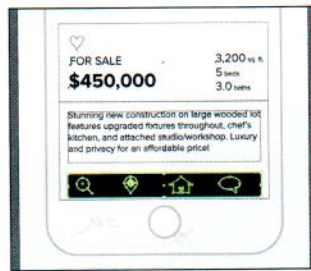 FOR SALE
$450,000
3,200 sq. ft.
5 beds
3.0 baths
Stunning new construction on large wooded lot
features upgraded fixtures throughout, chef's
kitchen, and attached studio/workshop. Luxury
and privacy for an affordable price!